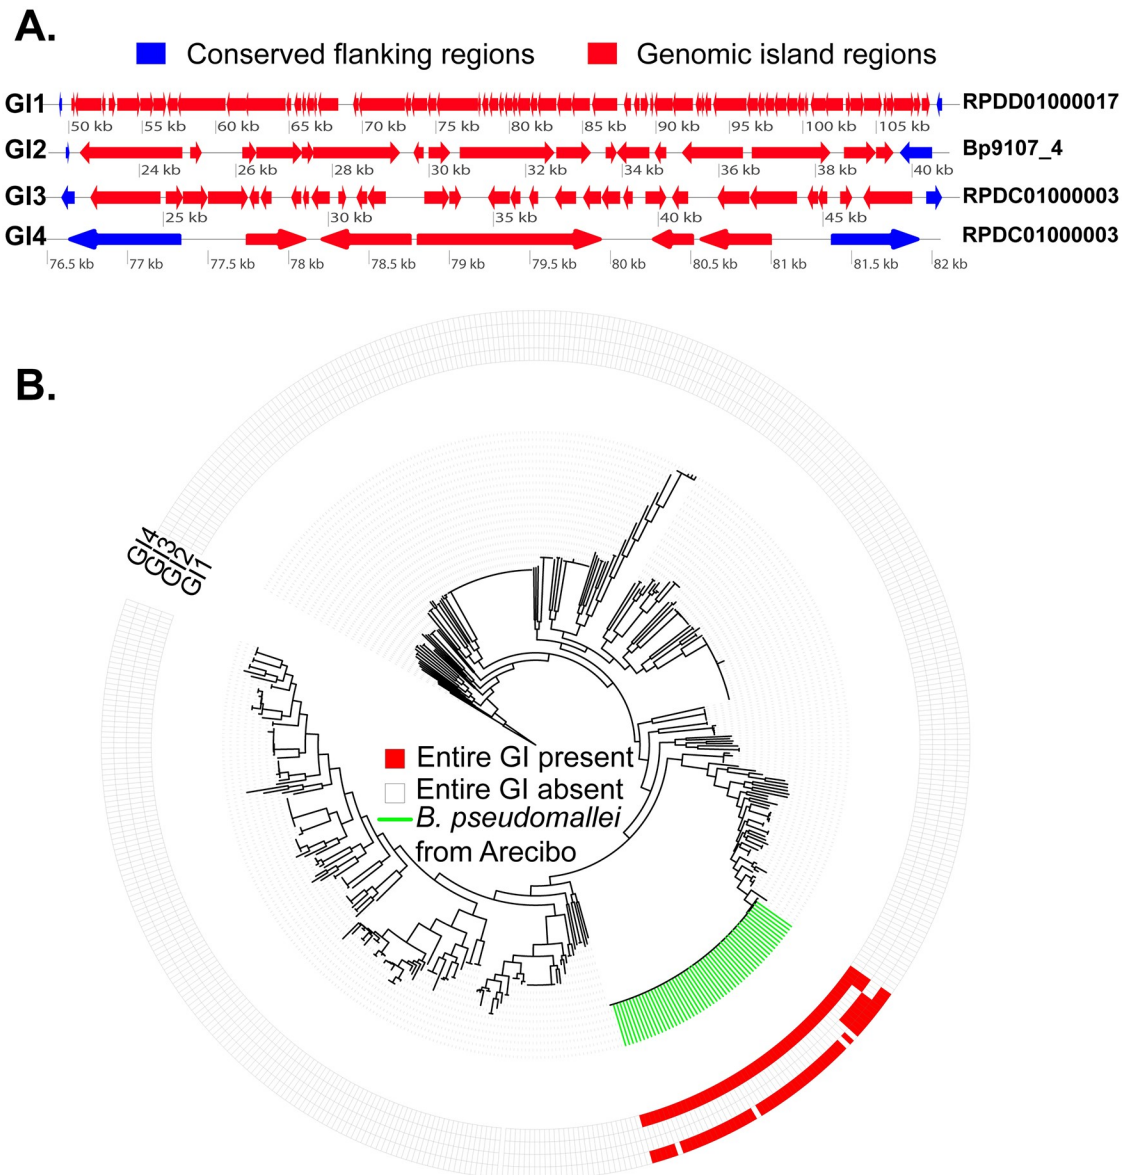 A.
Conserved flanking regions Genomic island regions
GI1 RPDD01000017
50 kb 55 kb 60 kb 65 kb 70 kb 75 kb 80 kb 85 kb 90 kb 95 kb 100 kb 105 kb
GI2 Bp9107_4
24 kb 26 kb 28 kb 30 kb 32 kb 34 kb 36 kb 38 kb 40 kb
GI3 RPDC01000003
25 kb 30 kb 35 kb 40 kb 45 kb
GI4 RPDC01000003
76.5 kb 77 kb 77.5 kb 78 kb 78.5 kb 79 kb 79.5 kb 80 kb 80.5 kb 81 kb 81.5 kb 82 kb
B.
GI4
GI3
GI2
GI1
Entire GI present
Entire GI absent
B. pseudomallei
from Arecibo